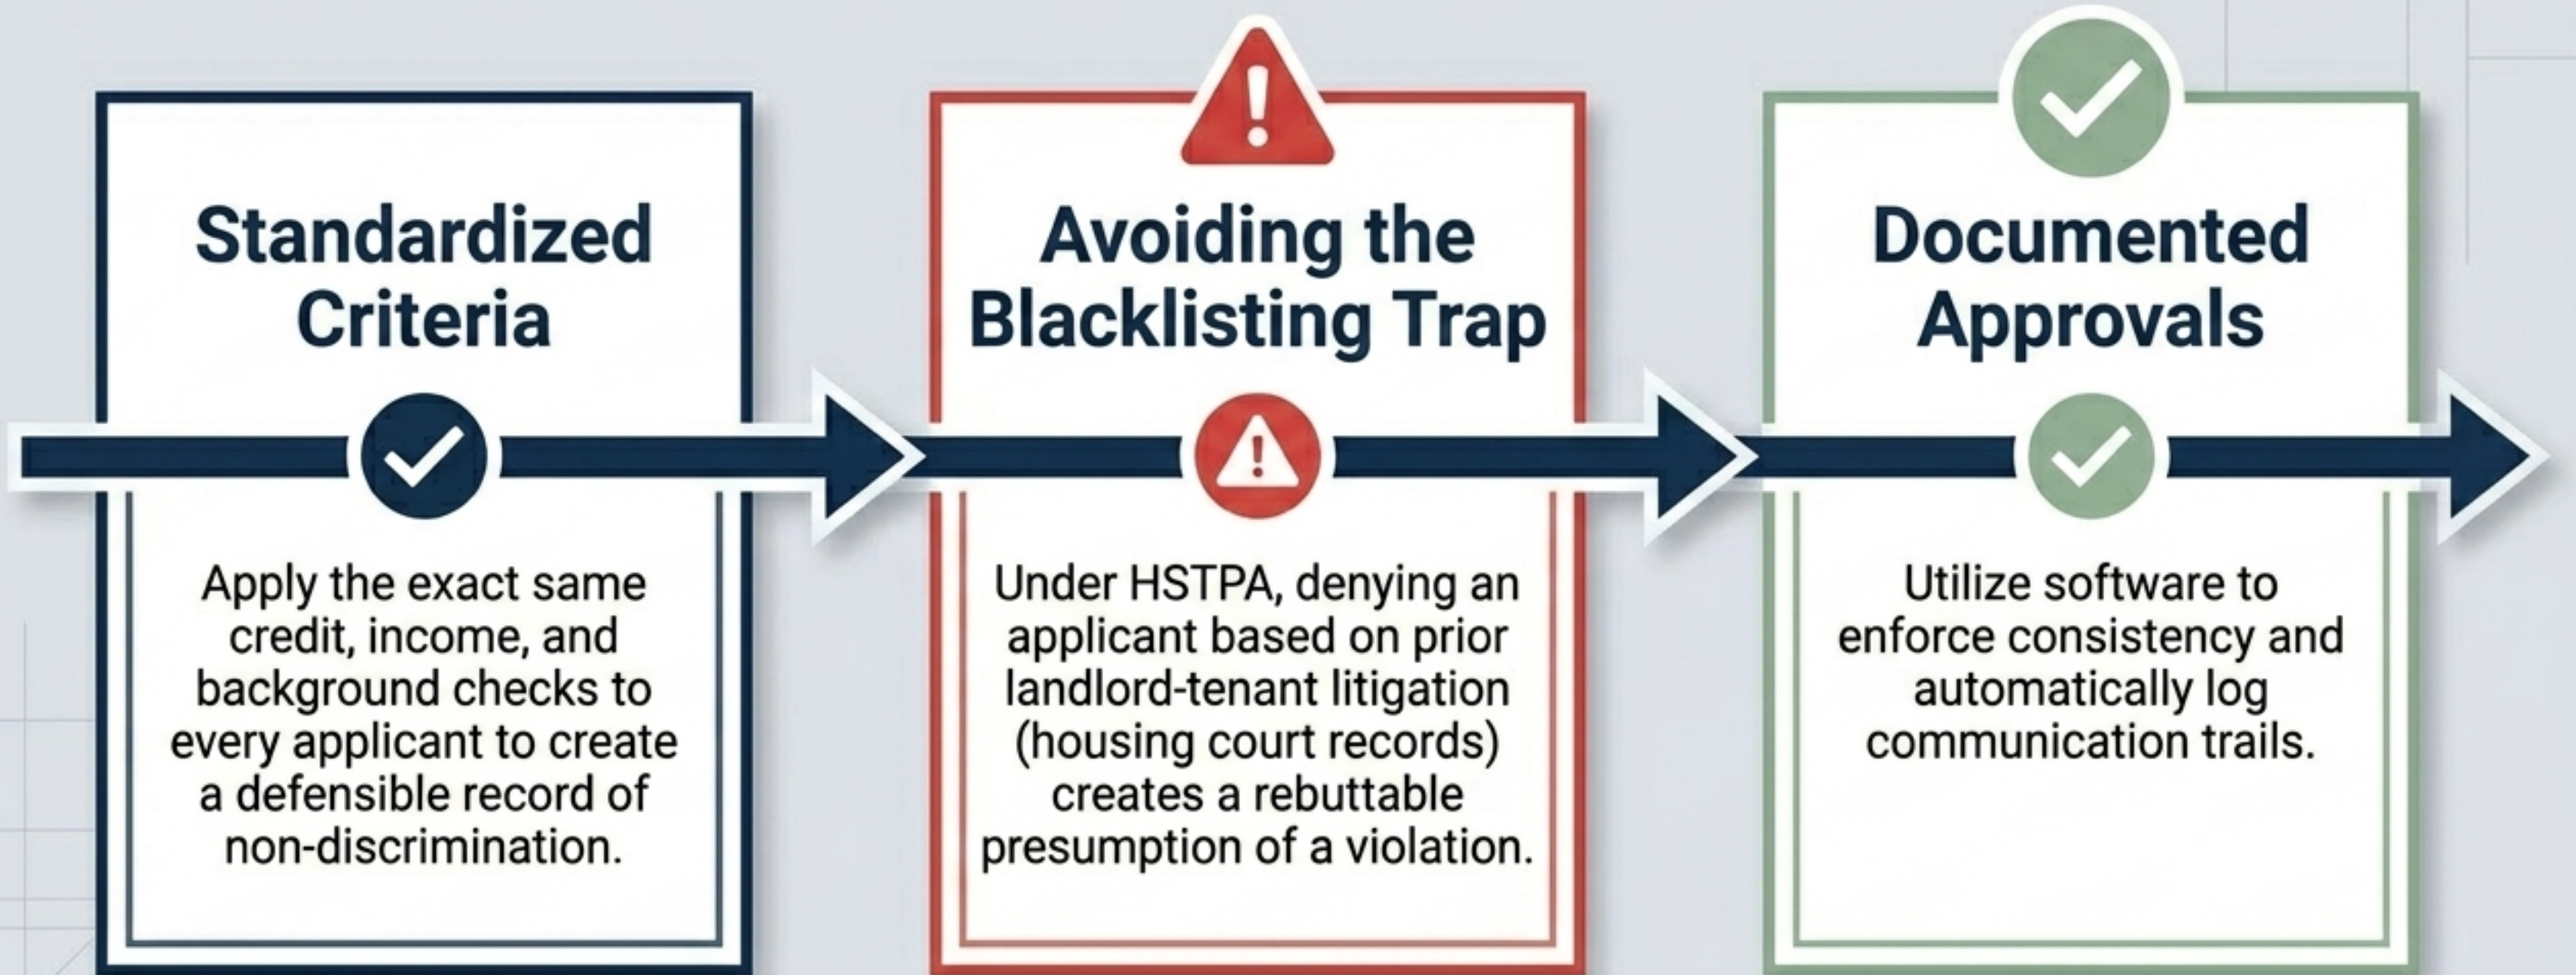 Standardized
Criteria
Apply the exact same
credit, income, and
background checks to
every applicant to create
a defensible record of
non-discrimination.
Avoiding the
Blacklisting Trap
Under HSTPA, denying an
applicant based on prior
landlord-tenant litigation
(housing court records)
creates a rebuttable
presumption of a violation.
Documented
Approvals
Utilize software to
enforce consistency and
automatically log
communication trails.